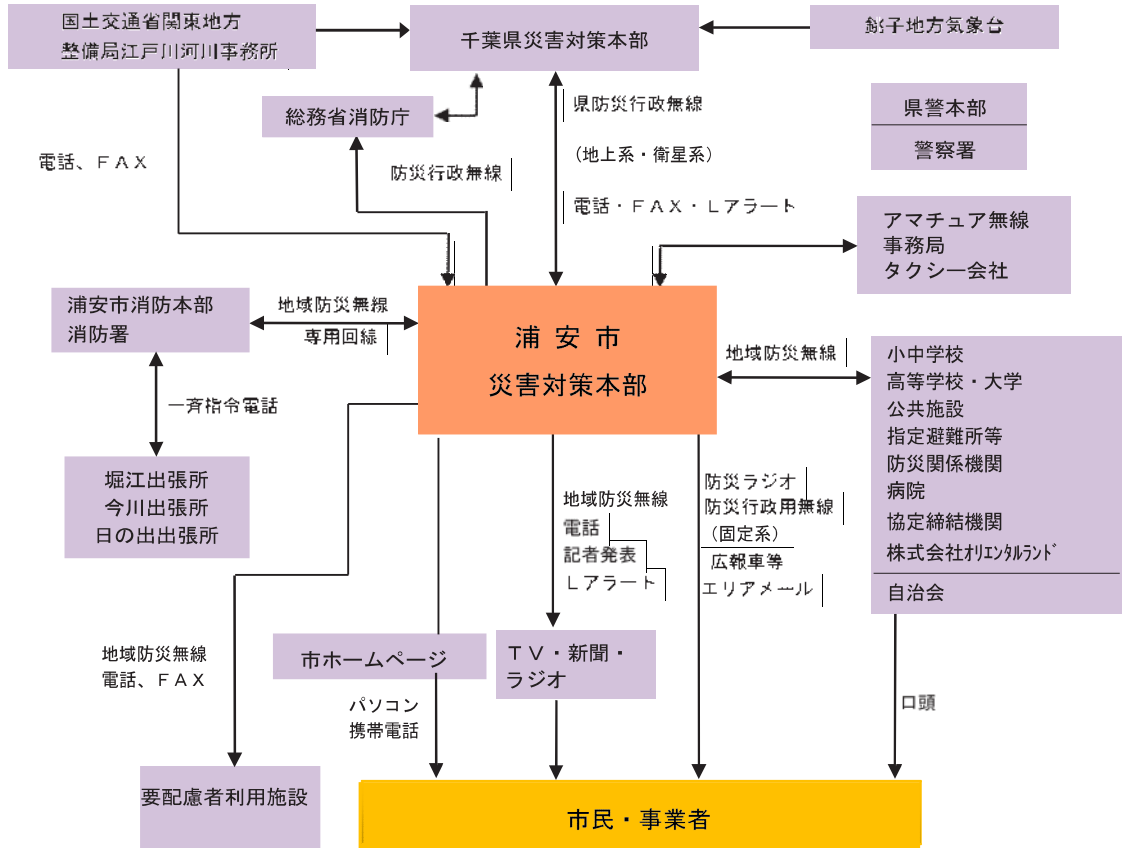 国土交通省関東地方
整備局江戸川河川事務所
千葉県災害対策本部
銚子地方気象台
総務省消防庁
県防災行政無線
県警本部
警察署
電話、ＦＡＸ
防災行政無線
（地上系・衛星系）
電話・ＦＡＸ・Ｌアラート
アマチュア無線
事務局
タクシー会社
浦安市消防本部
消防署
地域防災無線
専用回線
浦安市
災害対策本部
地域防災無線
小中学校
高等学校・大学
公共施設
指定避難所等
防災関係機関
病院
協定締結機関
株式会社ｵﾘｴﾝﾀﾙﾗﾝﾄﾞ
自治会
一斉指令電話
堀江出張所
今川出張所
日の出出張所
地域防災無線
電話
記者発表
Ｌアラート
防災ラジオ
防災行政用無線
（固定系）
広報車等
エリアメール
地域防災無線
電話、ＦＡＸ
市ホームページ
ＴＶ・新聞・
ラジオ
パソコン
携帯電話
口頭
要配慮者利用施設
市民・事業者